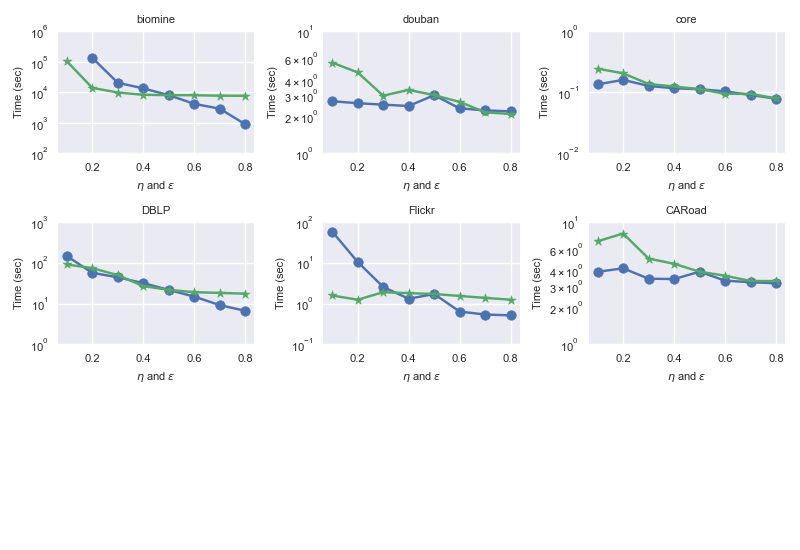 biomine
douban
core
Time (sec)
10^6
10^5
10^4
10^3
10^2
0.2 0.4 0.6 0.8
η and ε
Time (sec)
10^1
6 × 10^0
4 × 10^0
3 × 10^0
2 × 10^0
10^0
0.2 0.4 0.6 0.8
η and ε
Time (sec)
10^0
10^−1
10^−2
0.2 0.4 0.6 0.8
η and ε
DBLP
Flickr
CARoad
Time (sec)
10^3
10^2
10^1
10^0
0.2 0.4 0.6 0.8
η and ε
Time (sec)
10^2
10^1
10^0
10^−1
0.2 0.4 0.6 0.8
η and ε
Time (sec)
10^1
6 × 10^0
4 × 10^0
3 × 10^0
2 × 10^0
10^0
0.2 0.4 0.6 0.8
η and ε